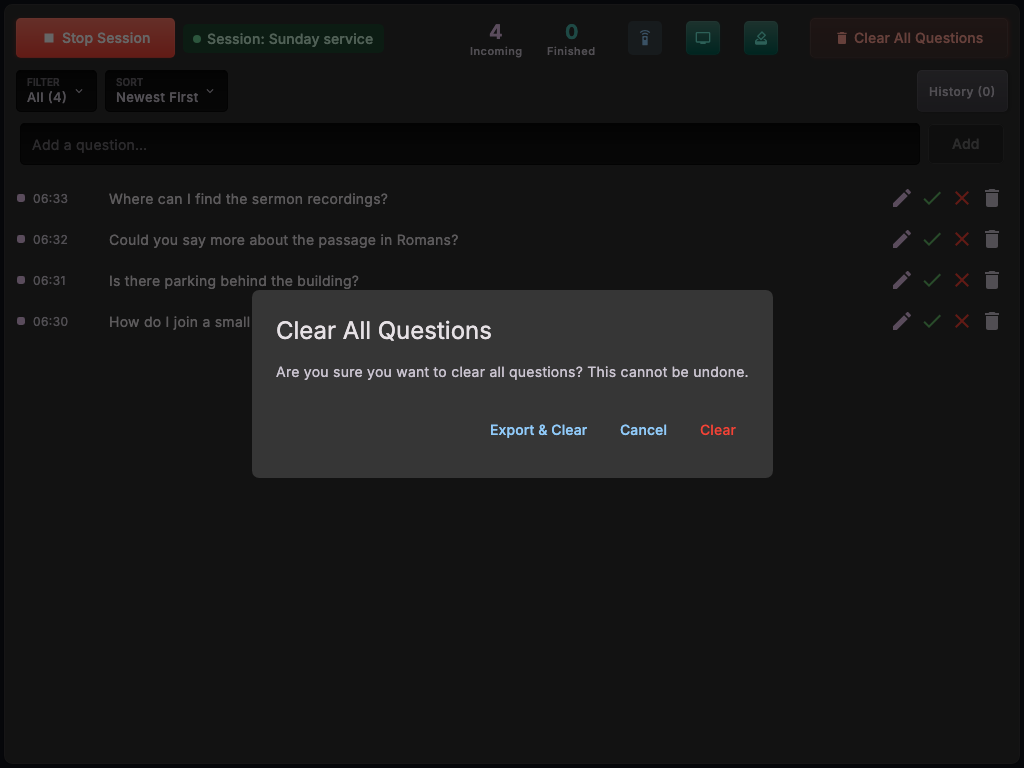 Stop Session
Session: Sunday service
4
Incoming
0
Finished
Clear All Questions
FILTER
All (4)
SORT
Newest First
History (0)
Add a question...
Add
06:33 Where can I find the sermon recordings?
06:32 Could you say more about the passage in Romans?
06:31 Is there parking behind the building?
06:30 How do I join a small
Clear All Questions
Are you sure you want to clear all questions? This cannot be undone.
Export & Clear
Cancel
Clear